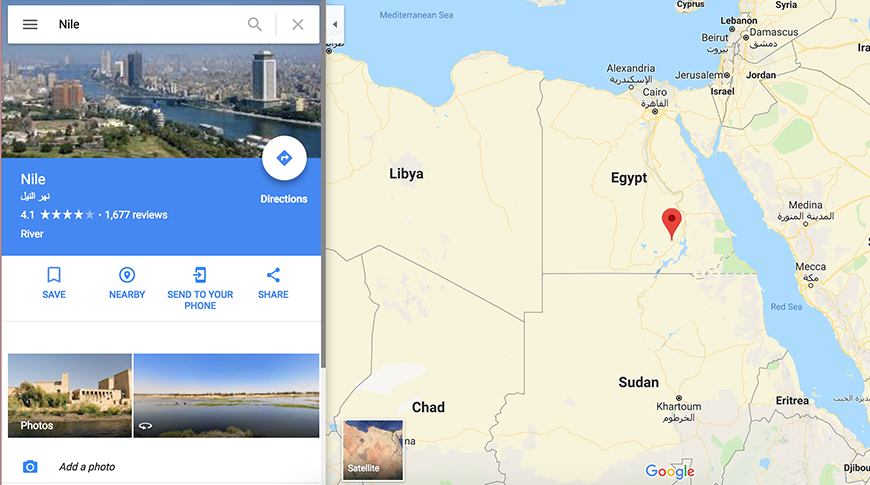 Nile
Nile
نهر النيل
4.1 ★★★★★ · 1,677 reviews
River
Directions
SAVE
NEARBY
SEND TO YOUR
PHONE
SHARE
Photos
Add a photo
Mediterranean Sea
Cyprus
Syria
Lebanon
Beirut
بيروت
Damascus
دمشق
Alexandria
الإسكندرية
Jerusalem
Jordan
Israel
Cairo
القاهرة
Libya
Egypt
Medina
المدينة المنورة
Mecca
مكة
Red Sea
Sudan
Chad
Khartoum
الخرطوم
Eritrea
Satellite
na
Google
Djibou